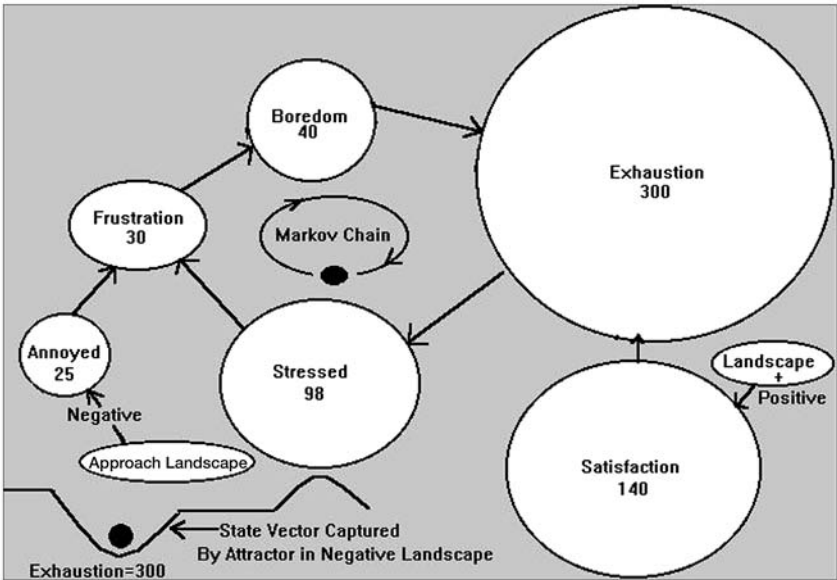 Boredom
40
Exhaustion
300
Frustration
30
Markov Chain
Annoyed
25
Stressed
98
Landscape
+
Positive
Negative
Approach Landscape
Satisfaction
140
State Vector Captured
By Attractor in Negative Landscape
Exhaustion=300